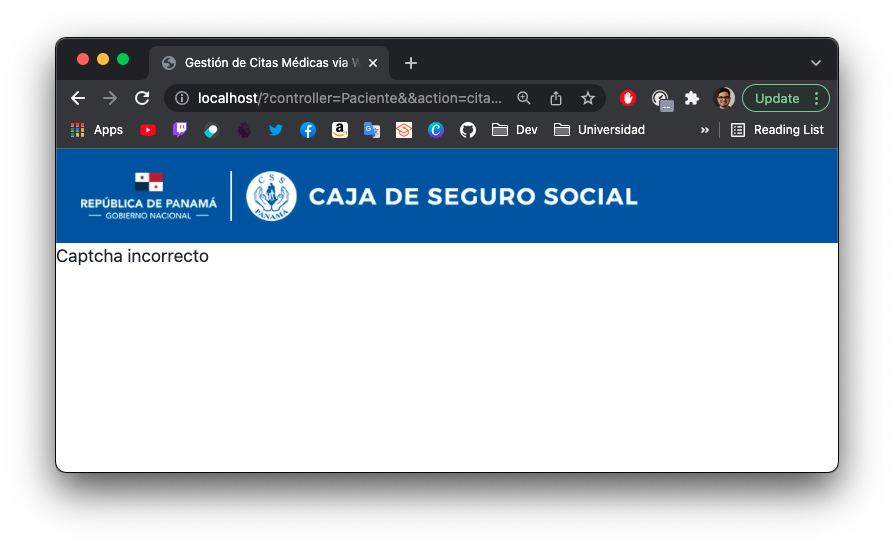 Gestión de Citas Médicas via W
localhost/?controller=Paciente&&action=cita...
Update
Apps
Dev
Universidad
»
Reading List
REPÚBLICA DE PANAMÁ
GOBIERNO NACIONAL
CSS
PANAMÁ
CAJA DE SEGURO SOCIAL
Captcha incorrecto